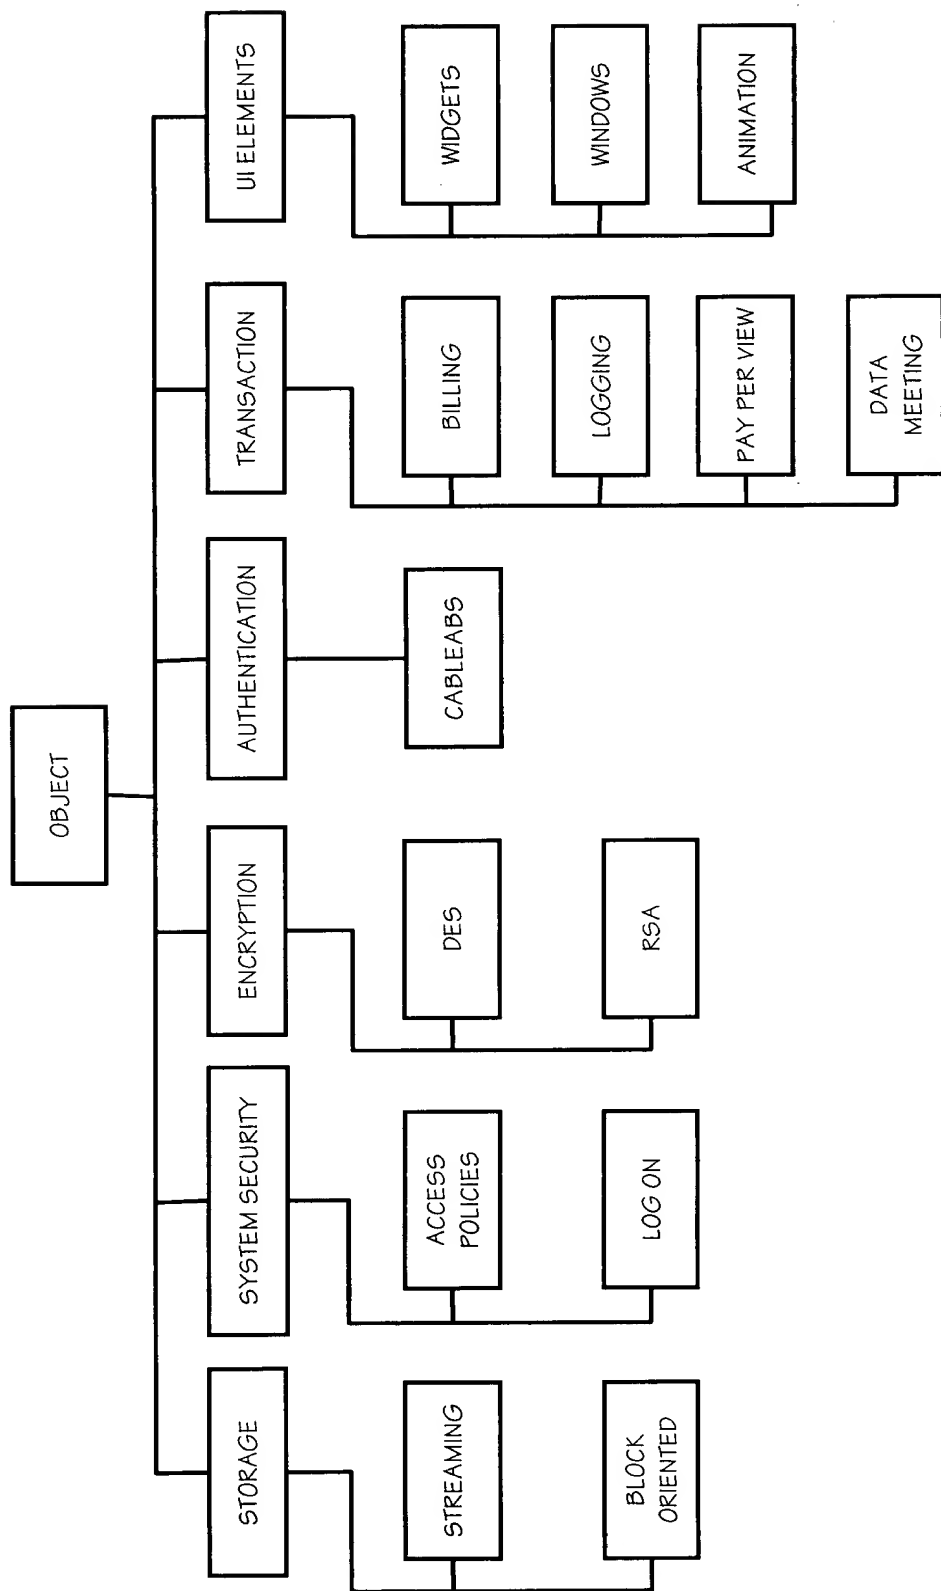 OBJECT
STORAGE
SYSTEM SECURITY
ENCRYPTION
AUTHENTICATION
TRANSACTION
UI ELEMENTS
STREAMING
BLOCK
ORIENTED
ACCESS
POLICIES
LOG ON
DES
RSA
CABLEABS
BILLING
LOGGING
PAY PER VIEW
DATA
MEETING
WIDGETS
WINDOWS
ANIMATION